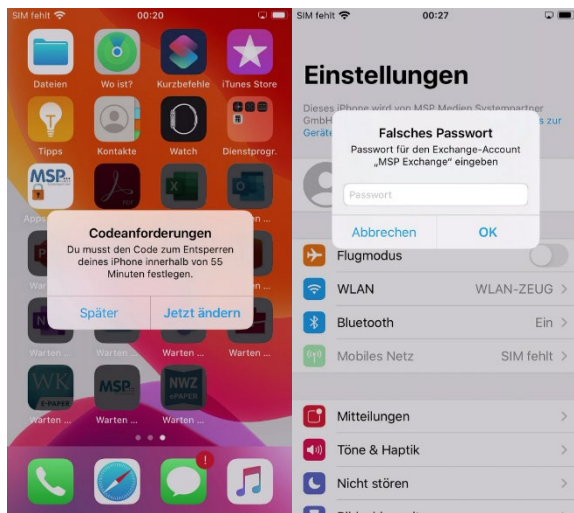 SIM fehlt 00:20
Dateien Wo ist? Kurzbefehle iTunes Store
Tipps Kontakte Watch Dienstprogr.
MSP...
Apps
Codeanforderungen
Du musst den Code zum Entsperren
deines iPhone innerhalb von 55
Minuten festlegen.
Später Jetzt ändern
Warten ... Warten ... Warten ...
WK
E-PAPER
MSP...
NWZ
ePAPER
Warten ... Warten ... Warten ...
SIM fehlt 00:27
Einstellungen
Dieses iPhone wird von MSP Medien Systempartner
GmbH
Geräte
Falsches Passwort
Passwort für den Exchange-Account
„MSP Exchange“ eingeben
Passwort
Abbrechen OK
Flugmodus
WLAN WLAN-ZEUG
Bluetooth Ein
Mobiles Netz SIM fehlt
Mitteilungen
Töne & Haptik
Nicht stören